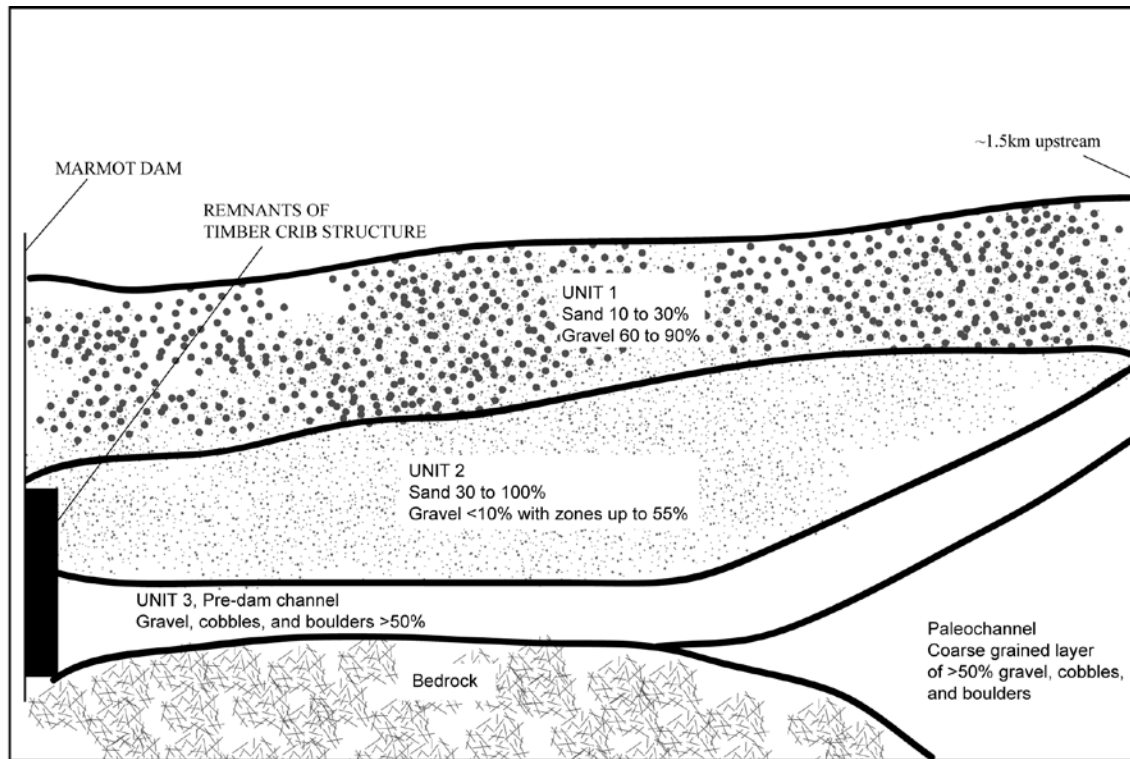 ~1.5km upstream
MARMOT DAM
REMNANTS OF
TIMBER CRIB STRUCTURE
UNIT 1
Sand 10 to 30%
Gravel 60 to 90%
UNIT 2
Sand 30 to 100%
Gravel <10% with zones up to 55%
UNIT 3, Pre-dam channel
Gravel, cobbles, and boulders >50%
Paleochannel
Coarse grained layer
of >50% gravel, cobbles,
and boulders
Bedrock